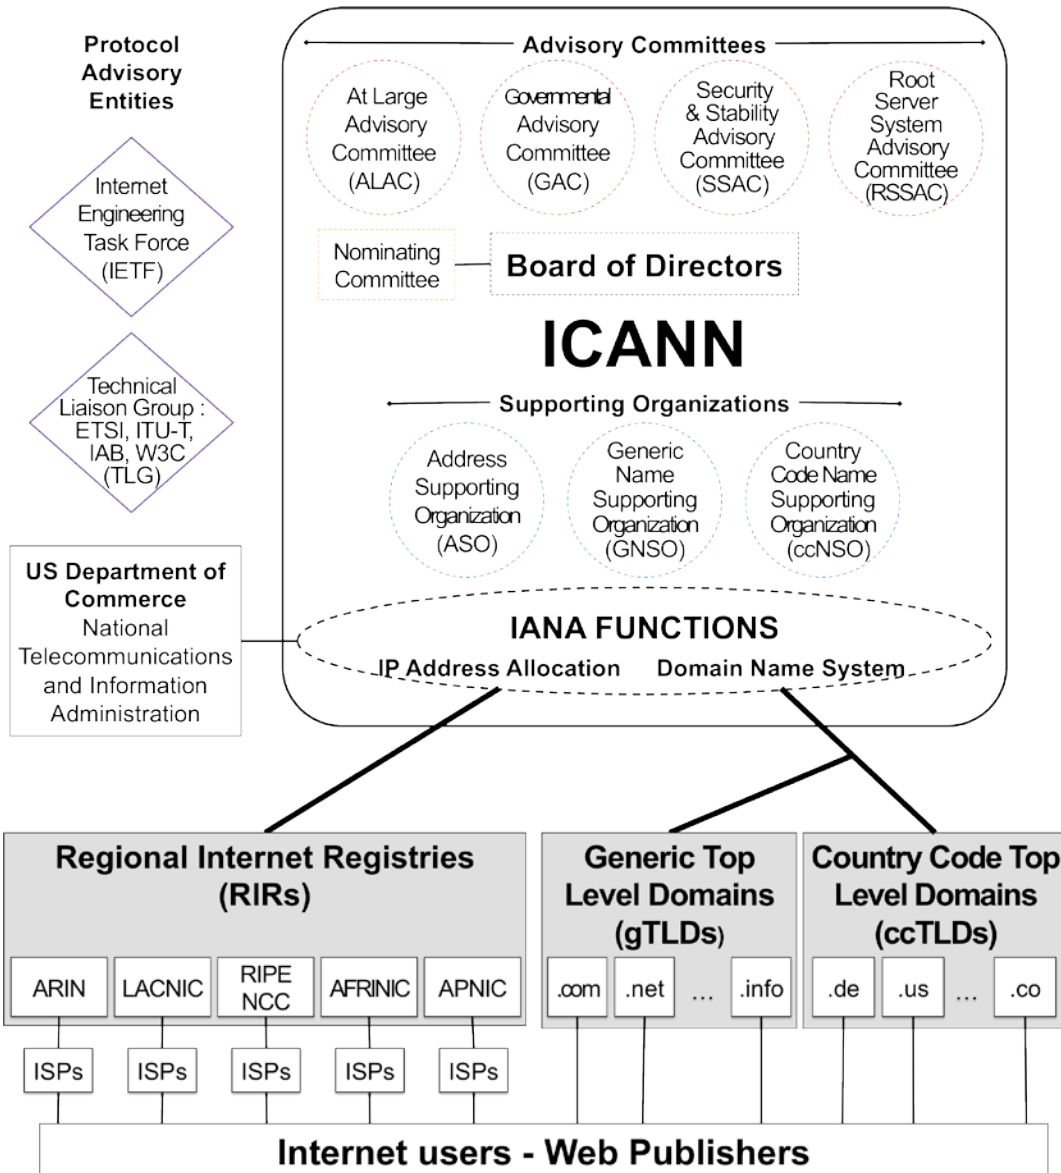 Protocol
Advisory
Entities
Internet
Engineering
Task Force
(IETF)
Technical
Liaison Group :
ETSI, ITU-T,
IAB, W3C
(TLG)
US Department of
Commerce
National
Telecommunications
and Information
Administration
Advisory Committees
At Large
Advisory
Committee
(ALAC)
Governmental
Advisory
Committee
(GAC)
Security
& Stability
Advisory
Committee
(SSAC)
Root
Server
System
Advisory
Committee
(RSSAC)
Nominating
Committee
Board of Directors
ICANN
Supporting Organizations
Address
Supporting
Organization
(ASO)
Generic
Name
Supporting
Organization
(GNSO)
Country
Code Name
Supporting
Organization
(ccNSO)
IANA FUNCTIONS
IP Address Allocation
Domain Name System
Regional Internet Registries
(RIRs)
ARIN
LACNIC
RIPE
NCC
AFRINIC
APNIC
ISPs
ISPs
ISPs
ISPs
ISPs
Generic Top
Level Domains
(gTLDs)
.com
.net
...
.info
Country Code Top
Level Domains
(ccTLDs)
.de
.us
...
.co
Internet users - Web Publishers